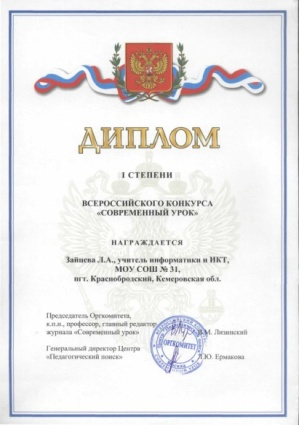 ДИПЛОМ
I СТЕПЕНИ
ВСЕРОССИЙСКОГО КОНКУРСА
«СОВРЕМЕННЫЙ УРОК»
НАГРАЖДАЕТСЯ
Зайцева Л.А., учитель информатики и ИКТ,
МОУ СОШ № 31,
пгт. Краснобродский, Кемеровская обл.
Председатель Оргкомитета,
к.п.н., профессор, главный редактор
журнала «Современный урок»
В.М. Лизинский
ОРГКОМИТЕТ
Генеральный директор Центра
«Педагогический поиск»
Л.Ю. Ермакова